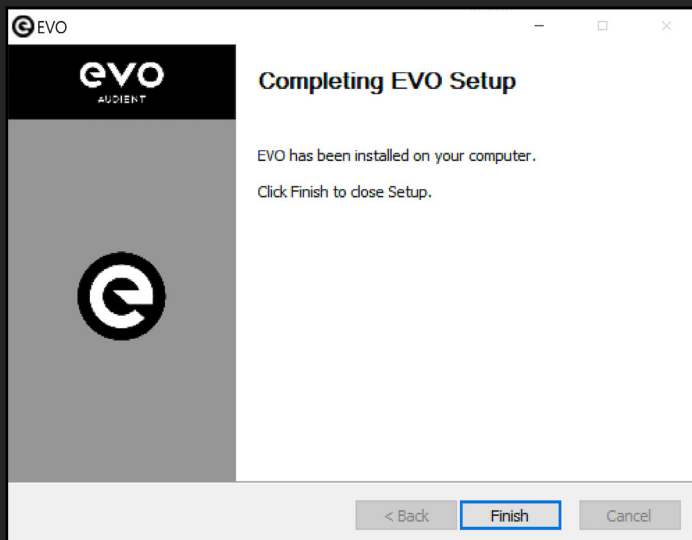 EVO
evo
AUDIENT
Completing EVO Setup
EVO has been installed on your computer.
Click Finish to close Setup.
e
< Back
Finish
Cancel